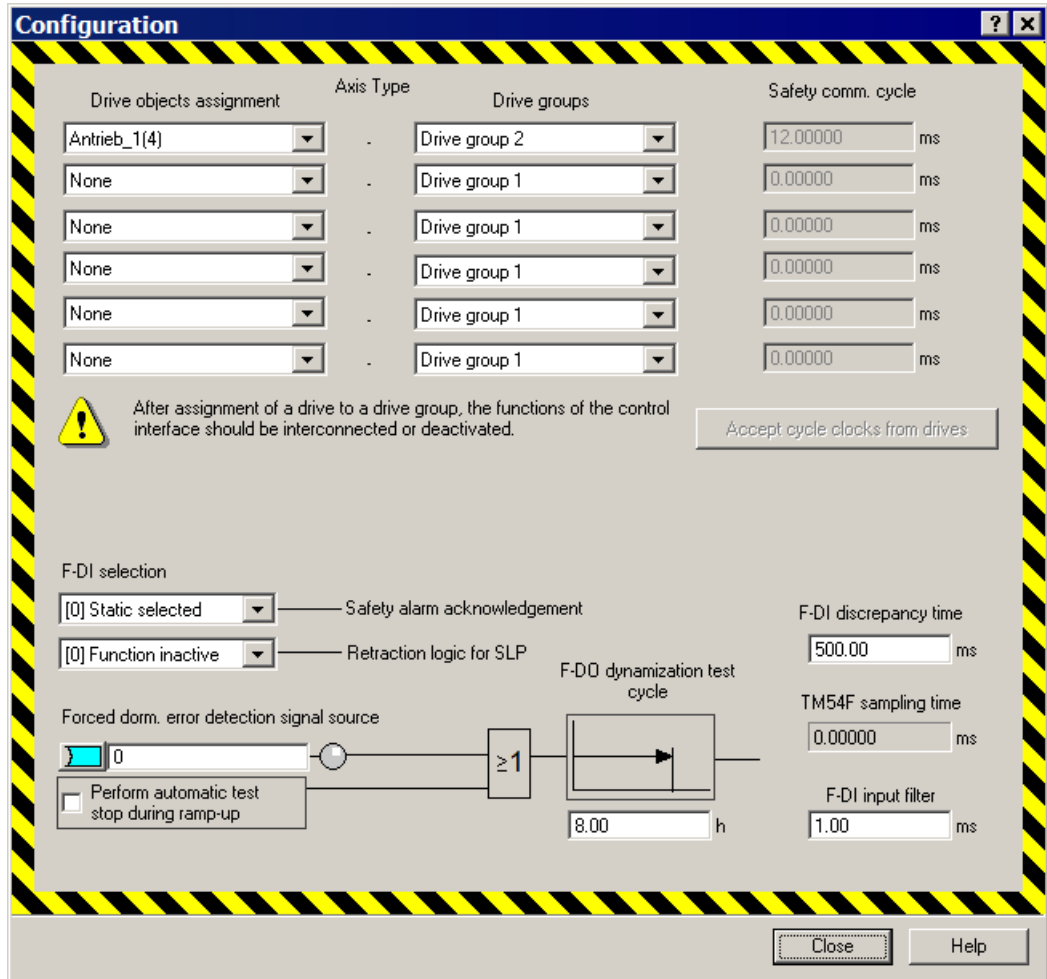 Configuration
? ×
Drive objects assignment Axis Type Drive groups Safety comm. cycle
Antrieb_1(4) - Drive group 2 12.00000 ms
None - Drive group 1 0.00000 ms
None - Drive group 1 0.00000 ms
None - Drive group 1 0.00000 ms
None - Drive group 1 0.00000 ms
None - Drive group 1 0.00000 ms
! After assignment of a drive to a drive group, the functions of the control
interface should be interconnected or deactivated.
Accept cycle clocks from drives
F-DI selection
[0] Static selected Safety alarm acknowledgement
[0] Function inactive Retraction logic for SLP
F-DI discrepancy time
500.00 ms
F-DO dynamization test
cycle
TM54F sampling time
0.00000 ms
Forced dorm. error detection signal source
0
≥1
Perform automatic test
stop during ramp-up
8.00 h
F-DI input filter
1.00 ms
Close Help